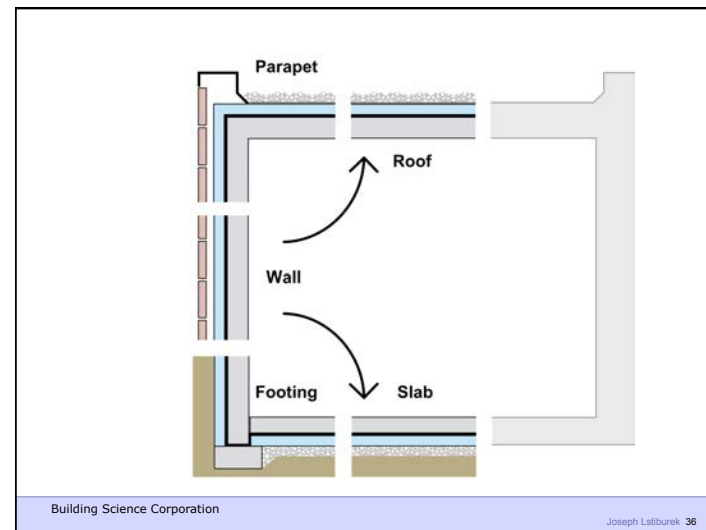 Parapet
Roof
Wall
Footing Slab
Building Science Corporation
Joseph Lstiburek 36